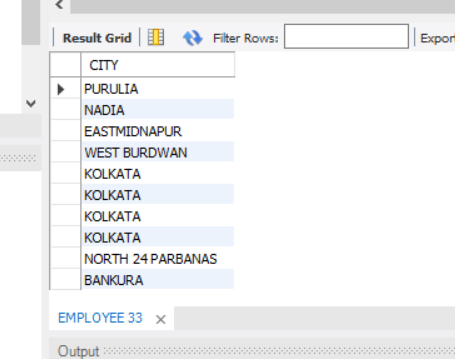 Result Grid Filter Rows: Export
CITY
PURULIA
NADIA
EASTMIDNAPUR
WEST BURDWAN
KOLKATA
KOLKATA
KOLKATA
KOLKATA
NORTH 24 PARBANAS
BANKURA
EMPLOYEE 33
Output